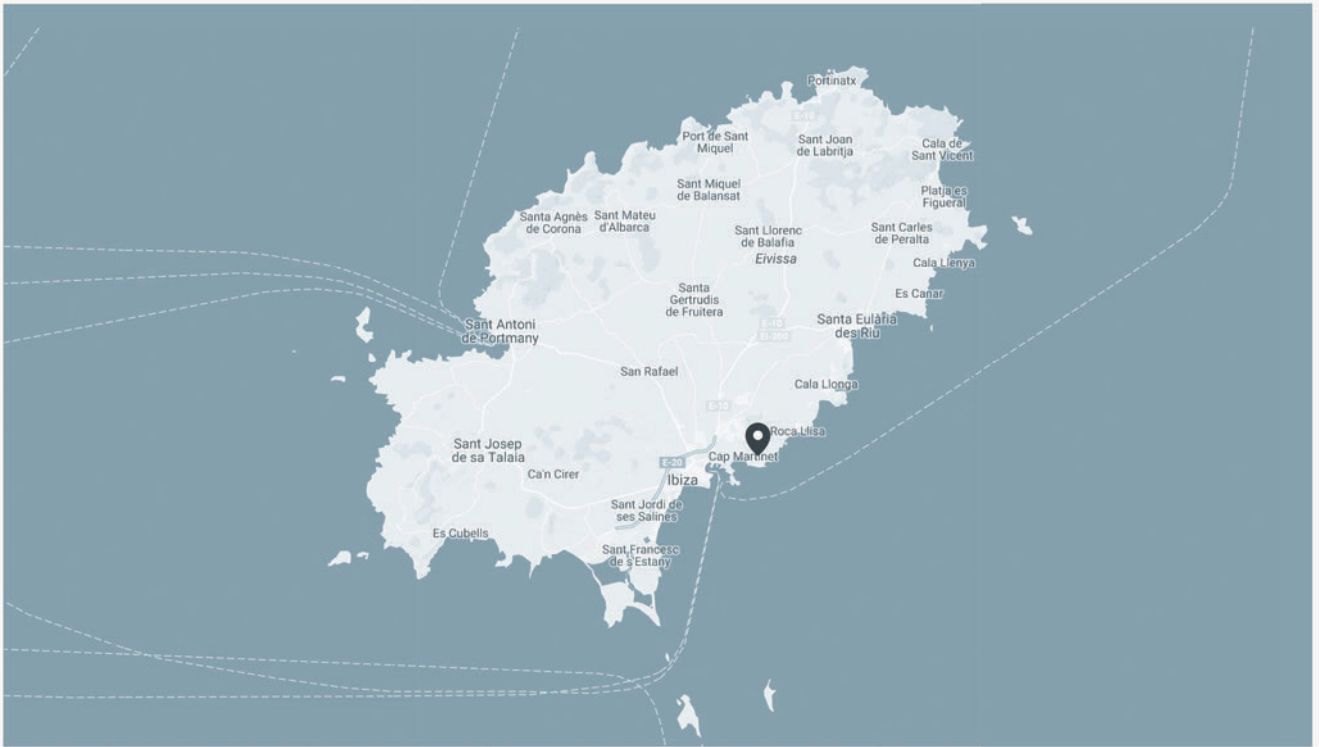 Portinatx
E-10
Port de Sant
Miquel
Sant Joan
de Labritja
Cala de
Sant Vicent
Sant Miquel
de Balansat
Platja es
Figueral
Santa Agnès
de Corona
Sant Mateu
d'Albarca
Sant Llorenc
de Balafia
Eivissa
Sant Carles
de Peralta
Cala Llenya
Santa
Gertrudis
de Fruitera
Es Canar
Sant Antoni
de Portmany
E-10
EI-200
Santa Eulària
des Riu
San Rafael
Cala Llonga
E-10
Roca Llisa
Sant Josep
de sa Talaia
Cap Martinet
E-20
Ca'n Cirer
Ibiza
Sant Jordi de
ses Salines
Es Cubells
Sant Francesc
de s'Estany